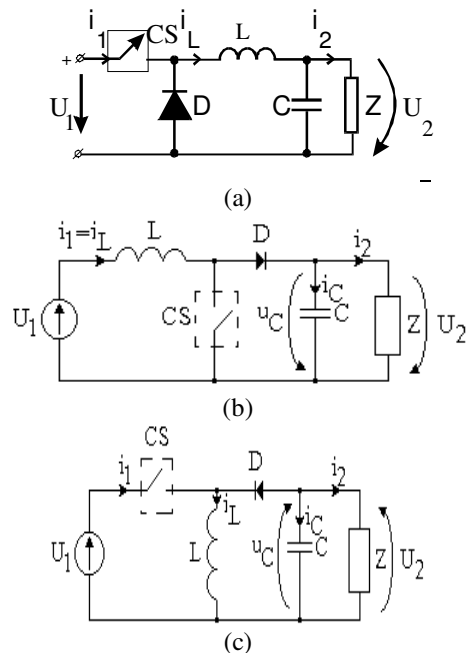 i1 CS iL L i2
+ U1 D C Z U2
(a)
i1=iL L D i2
U1 CS uC iC C Z U2
(b)
CS
i1 D i2
U1 L iL uC iC C Z U2
(c)